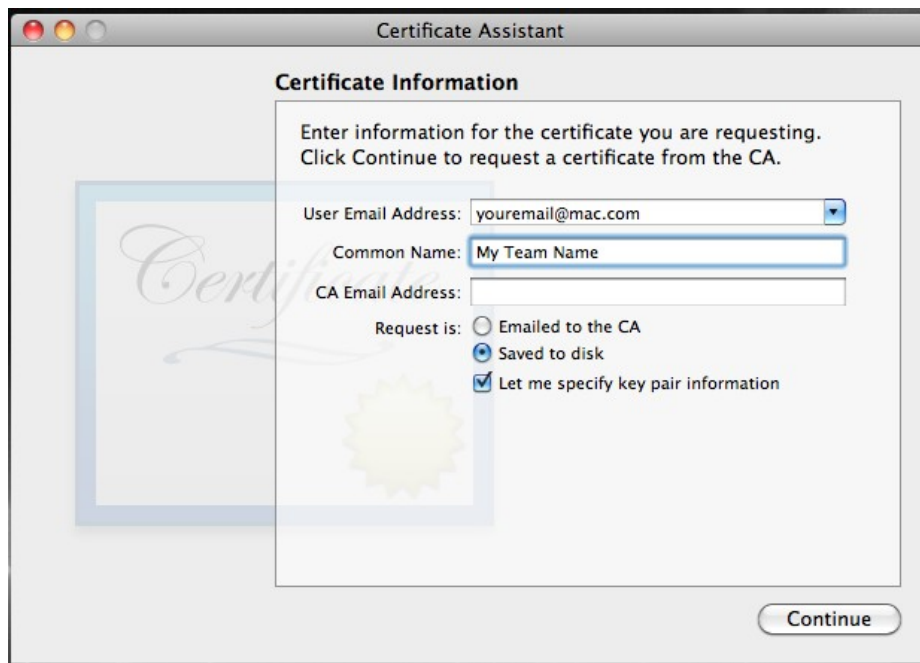 Certificate Assistant
Certificate Information
Enter information for the certificate you are requesting.
Click Continue to request a certificate from the CA.
User Email Address: youremail@mac.com
Common Name: My Team Name
CA Email Address:
Request is: Emailed to the CA
Saved to disk
Let me specify key pair information
Certificate
Continue